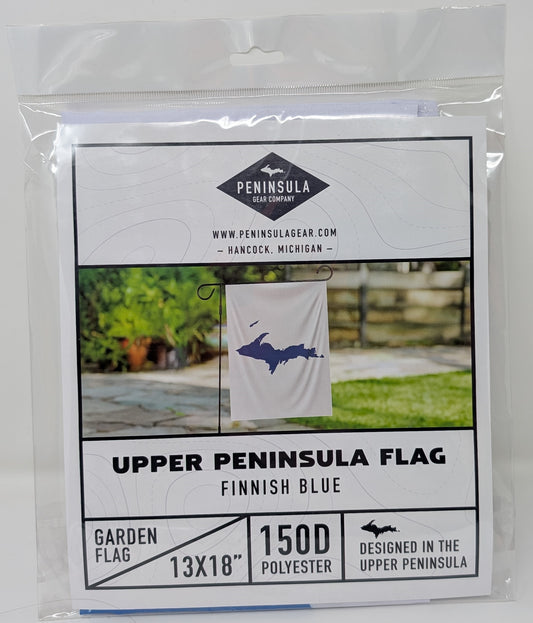 PENINSULA
GEAR COMPANY
WWW.PENINSULAGEAR.COM
– HANCOCK, MICHIGAN –
UPPER PENINSULA FLAG
FINNISH BLUE
GARDEN
FLAG
13X18"
150D
POLYESTER
DESIGNED IN THE
UPPER PENINSULA